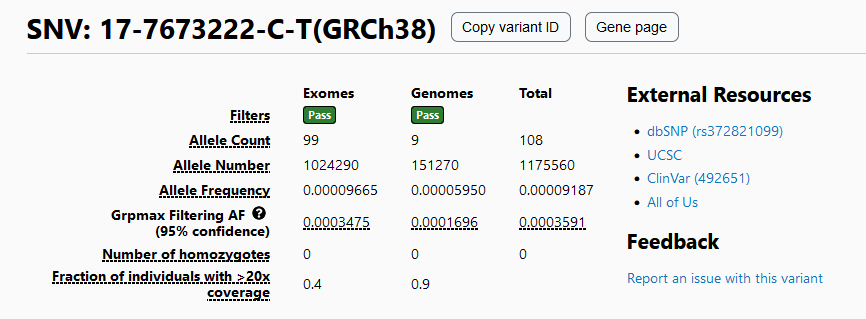 SNV: 17-7673222-C-T(GRCh38) Copy variant ID Gene page
Exomes Genomes Total
Filters Pass Pass
Allele Count 99 9 108
Allele Number 1024290 151270 1175560
Allele Frequency 0.00009665 0.00005950 0.00009187
Grpmax Filtering AF ?
(95% confidence) 0.0003475 0.0001696 0.0003591
Number of homozygotes 0 0 0
Fraction of individuals with >20x
coverage 0.4 0.9
External Resources
dbSNP (rs372821099)
UCSC
ClinVar (492651)
All of Us
Feedback
Report an issue with this variant